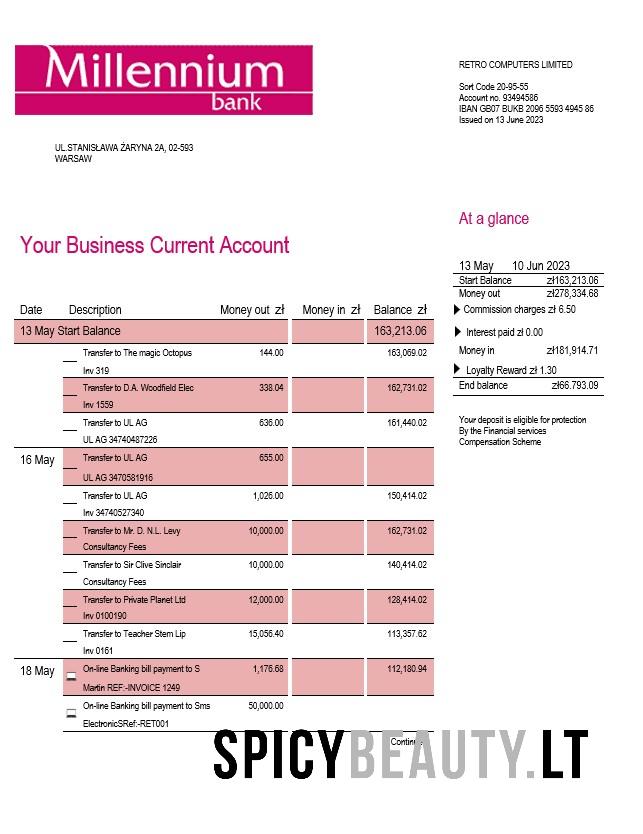 Millennium
bank
RETRO COMPUTERS LIMITED
Sort Code 20-95-55
Account no. 93494586
IBAN GB07 BUKB 2096 5593 4945 86
Issued on 13 June 2023
UL.STANISŁAWA ŻARYNA 2A, 02-593
WARSAW
At a glance
13 May 10 Jun 2023
Start Balance zł163,213.06
Money out zł278,334.68
Commission charges zł 6.50
Interest paid zł 0.00
Money in zł181,914.71
Loyalty Reward zł 1.30
End balance zł66.793.09
Your deposit is eligible for protection
By the Financial services
Compensation Scheme
Your Business Current Account
Date Description Money out zł Money in zł Balance zł
13 May Start Balance 163,213.06
Transfer to The magic Octopus 144.00 163,069.02
Inv 319
Transfer to D.A. Woodfield Elec 338.04 162,731.02
Inv 1559
Transfer to UL AG 636.00 161,440.02
UL AG 34740487226
16 May Transfer to UL AG 655.00
UL AG 3470581916
Transfer to UL AG 1,026.00 150,414.02
Inv 34740527340
Transfer to Mr. D. N.L. Levy 10,000.00 162,731.02
Consultancy Fees
Transfer to Sir Clive Sinclair 10,000.00 140,414.02
Consultancy Fees
Transfer to Private Planet Ltd 12,000.00 128,414.02
Inv 0100190
Transfer to Teacher Stem Lip 15,056.40 113,357.62
Inv 0161
18 May On-line Banking bill payment to S 1,176.68 112,180.94
Martin REF:-INVOICE 1249
On-line Banking bill payment to Sms 50,000.00
ElectronicSRef:-RET001
SPICYBEAUTY.LT